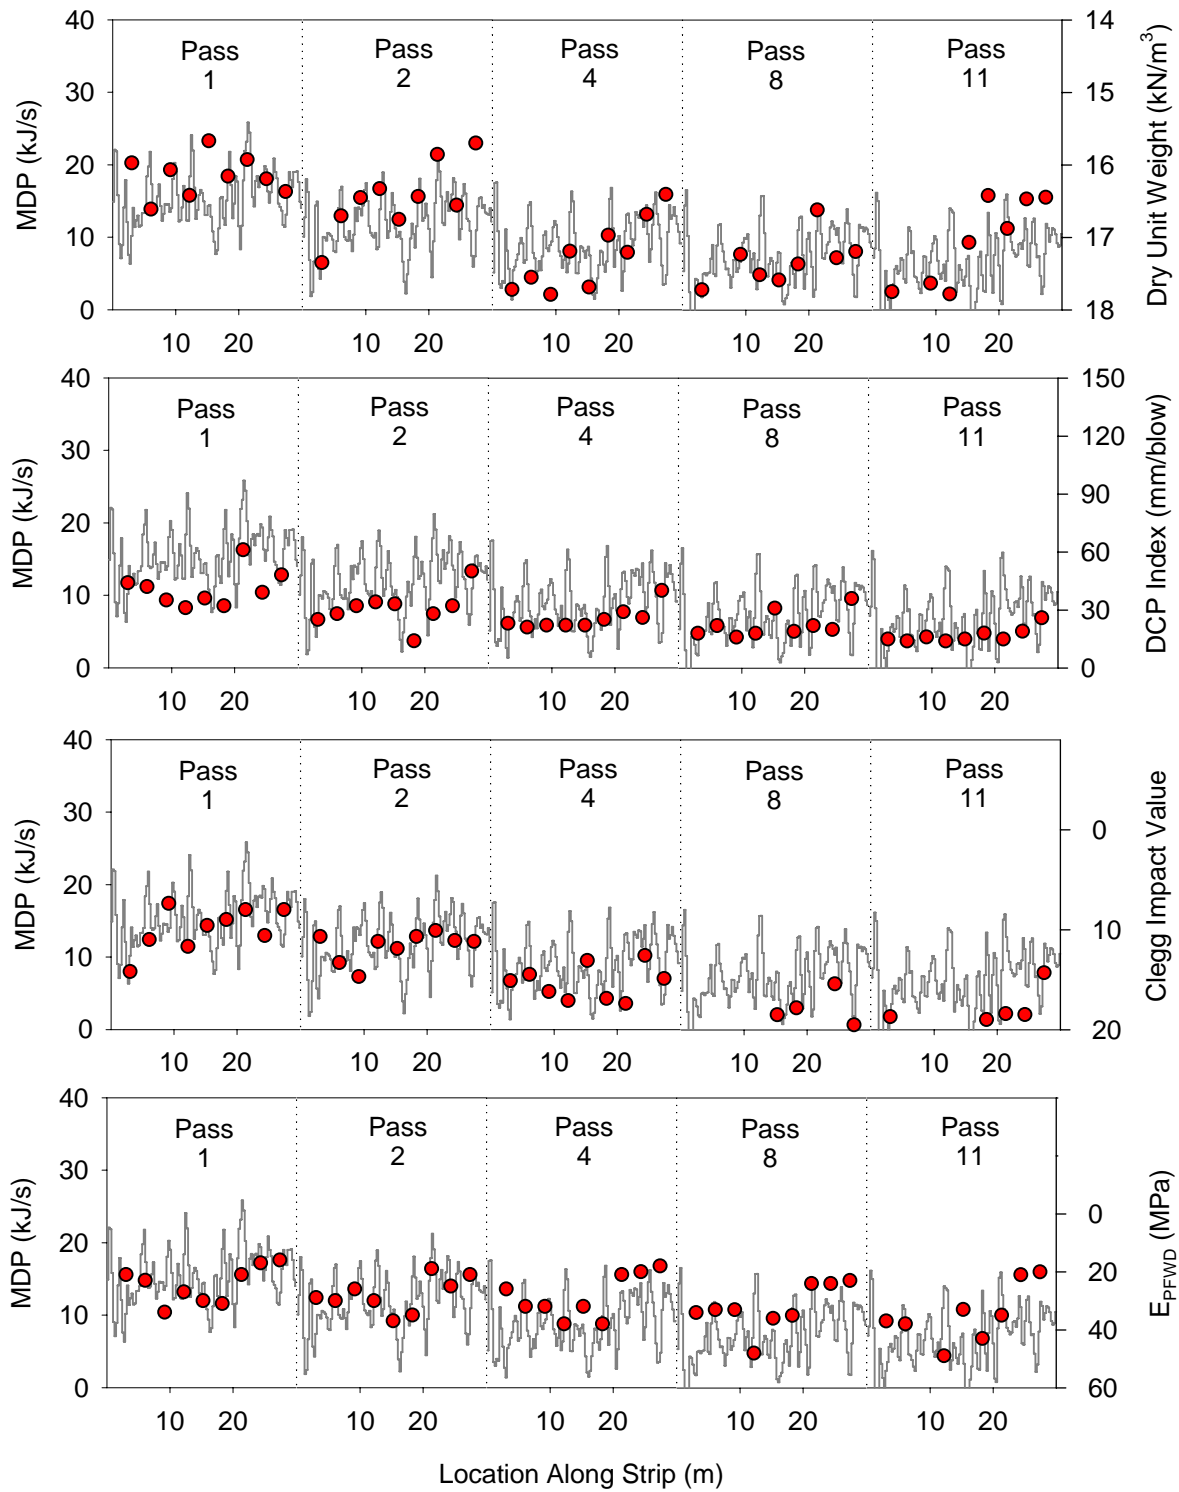 40
30
20
10
0
MDP (kJ/s)
Pass
1
Pass
2
Pass
4
Pass
8
Pass
11
14
15
16
17
18
Dry Unit Weight (kN/m³)
10 20 10 20 10 20 10 20 10 20
40
30
20
10
0
MDP (kJ/s)
Pass
1
Pass
2
Pass
4
Pass
8
Pass
11
150
120
90
60
30
0
DCP Index (mm/blow)
10 20 10 20 10 20 10 20 10 20
40
30
20
10
0
MDP (kJ/s)
Pass
1
Pass
2
Pass
4
Pass
8
Pass
11
0
10
20
Clegg Impact Value
10 20 10 20 10 20 10 20 10 20
40
30
20
10
0
MDP (kJ/s)
Pass
1
Pass
2
Pass
4
Pass
8
Pass
11
0
20
40
60
E_PFWD (MPa)
10 20 10 20 10 20 10 20 10 20
Location Along Strip (m)